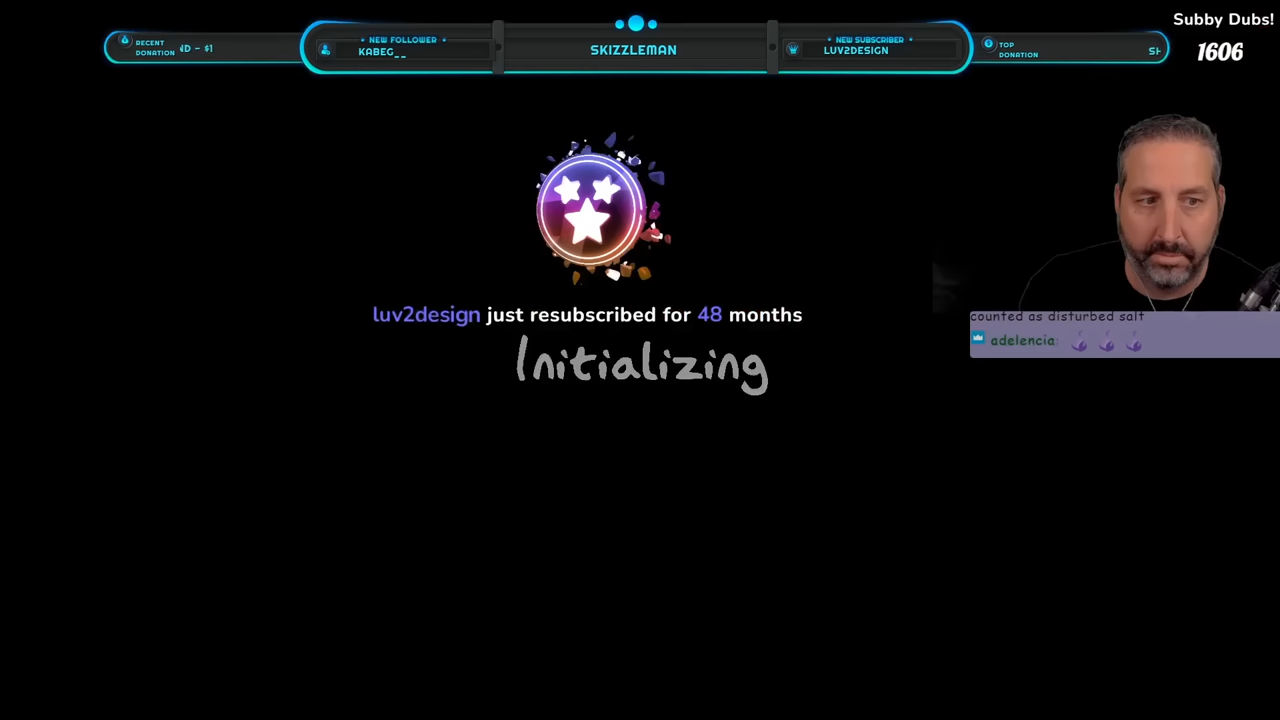 Subby Dubs!
1606
RECENT
DONATION
D - $1
NEW FOLLOWER
KABEG__
SKIZZLEMAN
NEW SUBSCRIBER
LUV2DESIGN
TOP
DONATION
luv2design just resubscribed for 48 months
Initializing
counted as disturbed salt
adelencia: